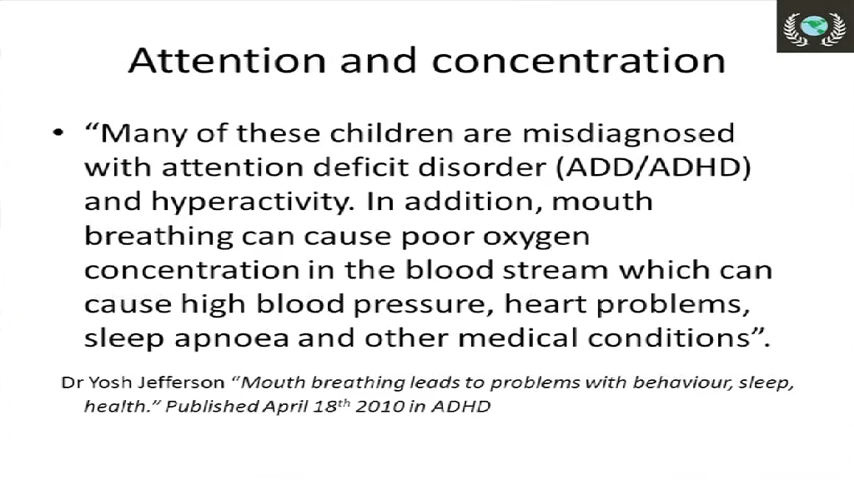 Attention and concentration
• “Many of these children are misdiagnosed
with attention deficit disorder (ADD/ADHD)
and hyperactivity. In addition, mouth
breathing can cause poor oxygen
concentration in the blood stream which can
cause high blood pressure, heart problems,
sleep apnoea and other medical conditions”.
Dr Yosh Jefferson “Mouth breathing leads to problems with behaviour, sleep,
health.” Published April 18th 2010 in ADHD